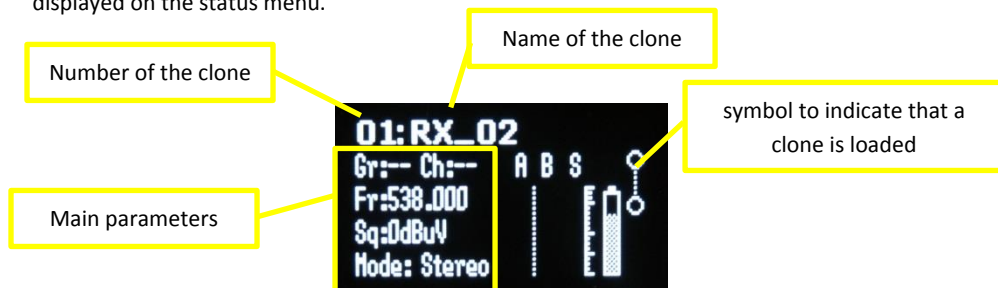 displayed on the status menu.
Name of the clone
Number of the clone
symbol to indicate that a
clone is loaded
01:RX_02
Gr:-- Ch:-- A B S
Fr:538.000
Sq:0dBuV
Mode: Stereo
Main parameters